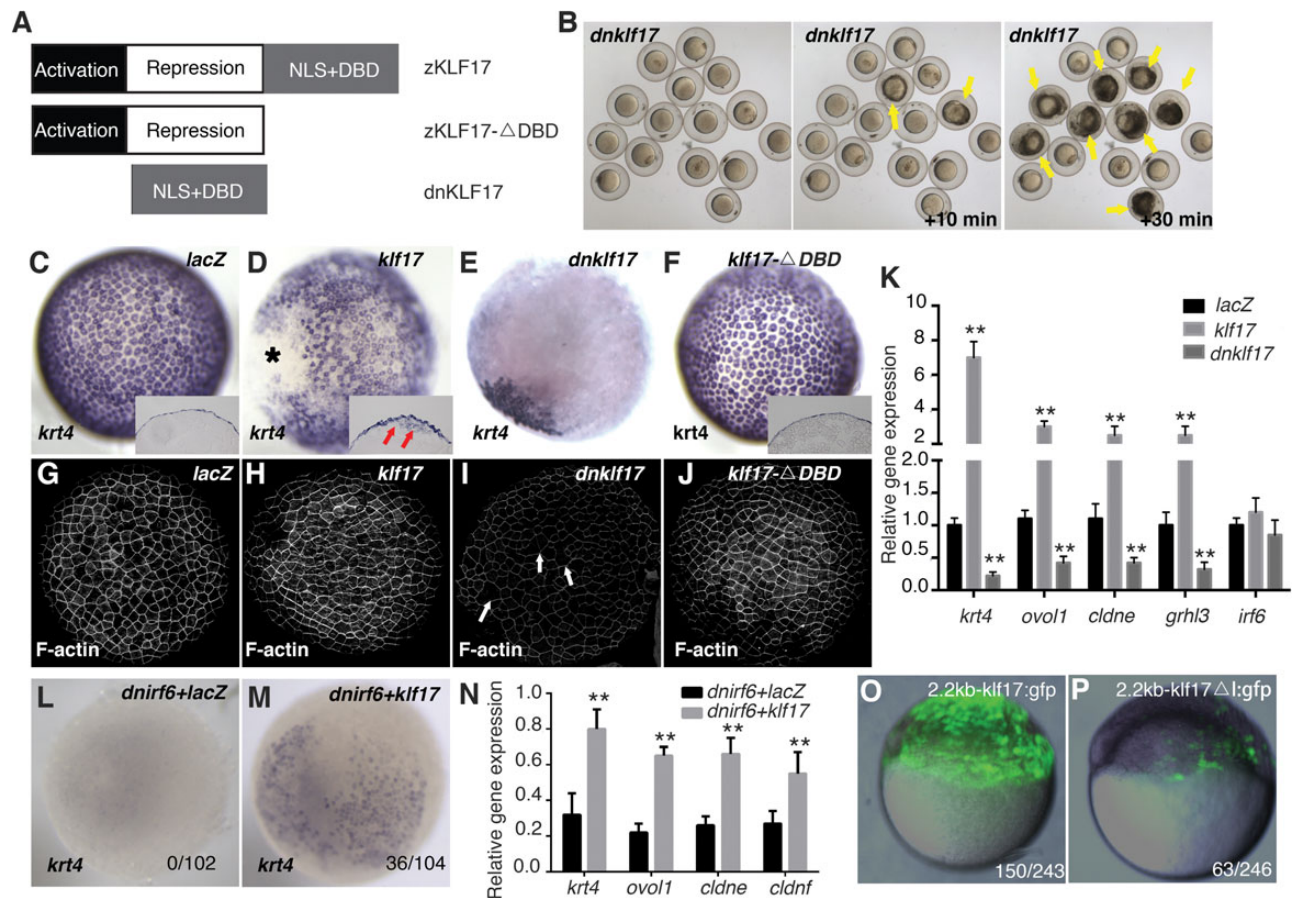 A
Activation Repression NLS+DBD zKLF17
Activation Repression zKLF17-△DBD
NLS+DBD dnKLF17
B
dnklf17 dnklf17 dnklf17
+10 min +30 min
C lacZ
krt4
D klf17
*
krt4
E dnklf17
krt4
F klf17-△DBD
krt4
G lacZ
F-actin
H klf17
F-actin
I dnklf17
F-actin
J klf17-△DBD
F-actin
K
lacZ
klf17
dnklf17
Relative gene expression
10
8
6
4
2
2.0
1.5
1.0
0.5
0.0
** ** ** **
** ** ** **
krt4 ovol1 cldne grhl3 irf6
L dnirf6+lacZ
krt4 0/102
M dnirf6+klf17
krt4 36/104
N
dnirf6+lacZ
dnirf6+klf17
Relative gene expression
1.0
0.8
0.6
0.4
0.2
0.0
** ** ** **
krt4 ovol1 cldne cldnf
O 2.2kb-klf17:gfp
150/243
P 2.2kb-klf17△I:gfp
63/246